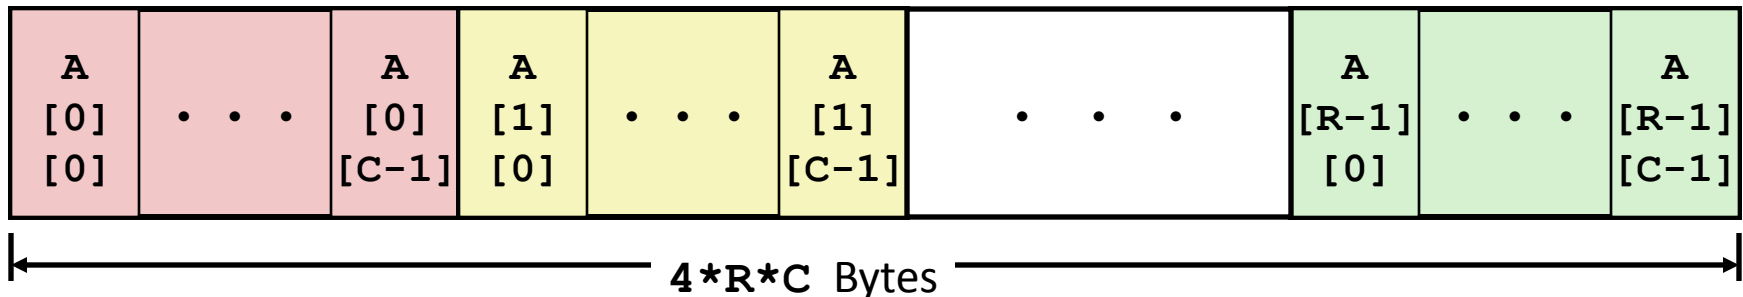 A [0] [0]
• • •
A [0] [C-1]
A [1] [0]
• • •
A [1] [C-1]
• • •
A [R-1] [0]
• • •
A [R-1] [C-1]
4*R*C Bytes